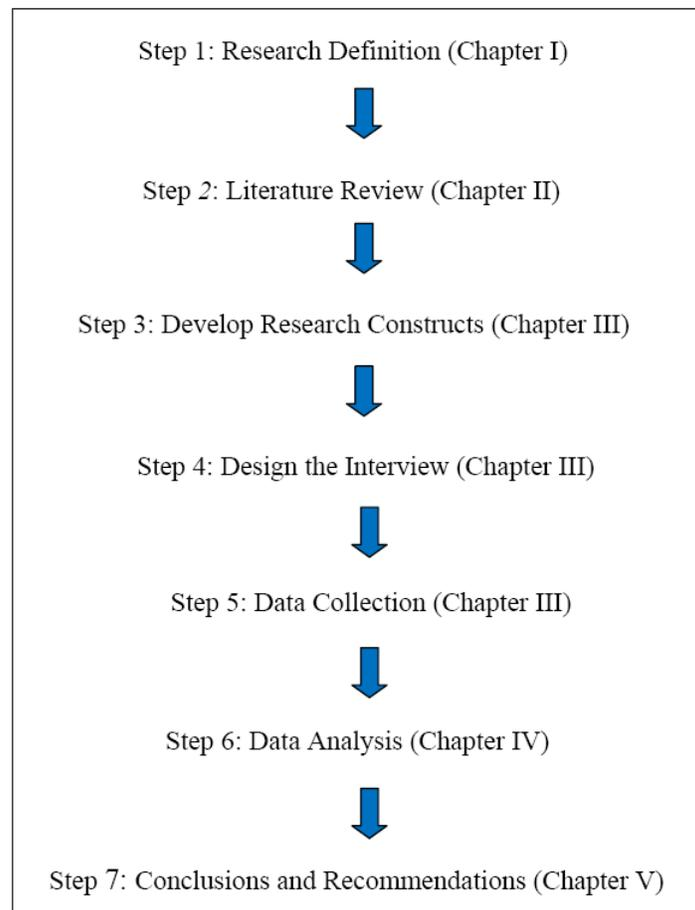 Step 1: Research Definition (Chapter I)
Step 2: Literature Review (Chapter II)
Step 3: Develop Research Constructs (Chapter III)
Step 4: Design the Interview (Chapter III)
Step 5: Data Collection (Chapter III)
Step 6: Data Analysis (Chapter IV)
Step 7: Conclusions and Recommendations (Chapter V)